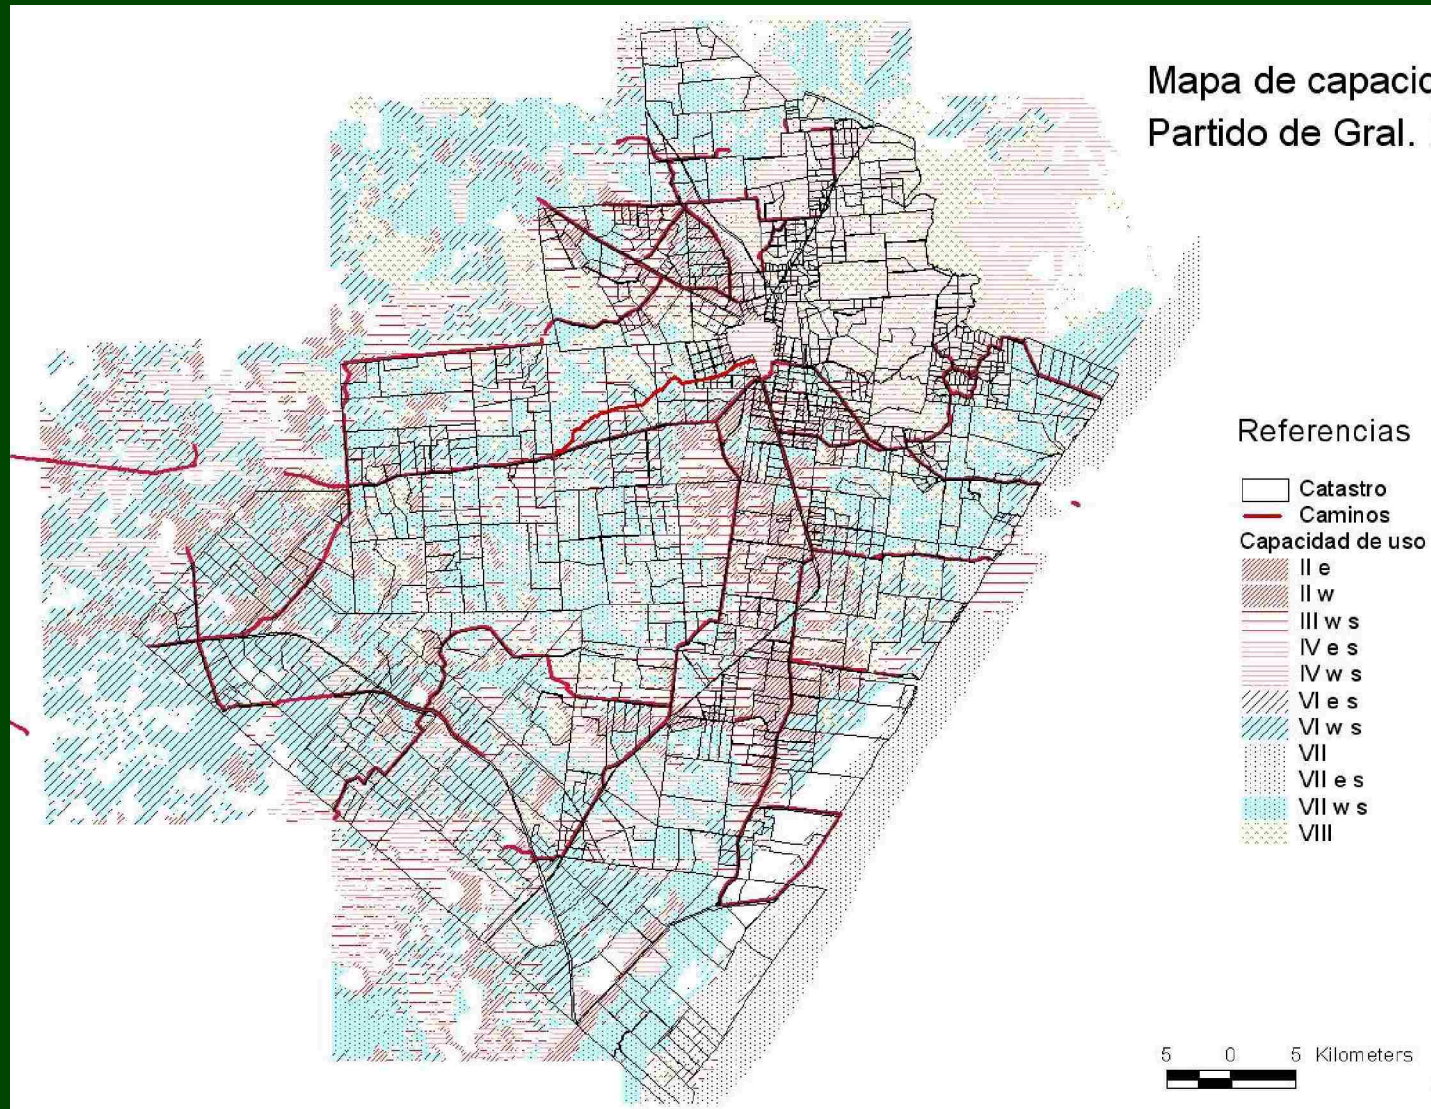 Mapa de capacid
Partido de Gral.
Referencias
Catastro
Caminos
Capacidad de uso
II e
II w
III w s
IV e s
IV w s
VI e s
VI w s
VII
VII e s
VII w s
VIII
5 0 5 Kilometers